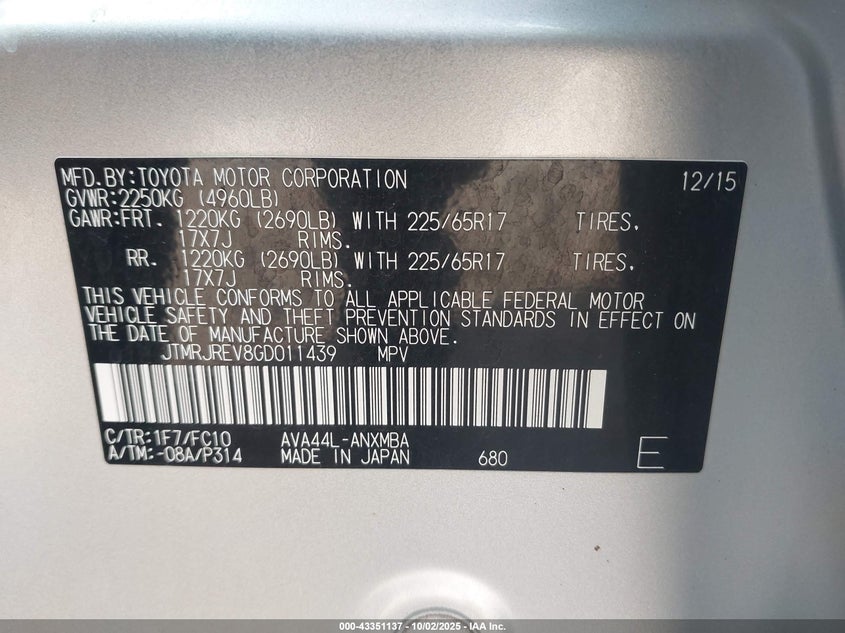 MFD.BY:TOYOTA MOTOR CORPORATION 12/15
GVWR:2250KG (4960LB)
GAWR:FRT. 1220KG (2690LB) WITH 225/65R17 TIRES,
17X7J RIMS.
RR. 1220KG (2690LB) WITH 225/65R17 TIRES,
17X7J RIMS.
THIS VEHICLE CONFORMS TO ALL APPLICABLE FEDERAL MOTOR
VEHICLE SAFETY AND THEFT PREVENTION STANDARDS IN EFFECT ON
THE DATE OF MANUFACTURE SHOWN ABOVE.
JTMRJREV8GD011439 MPV
C/TR:1F7/FC10 AVA44L-ANXMBA
A/TM:-08A/P314 MADE IN JAPAN 680 E
000-43351137 - 10/02/2025 - IAA Inc.